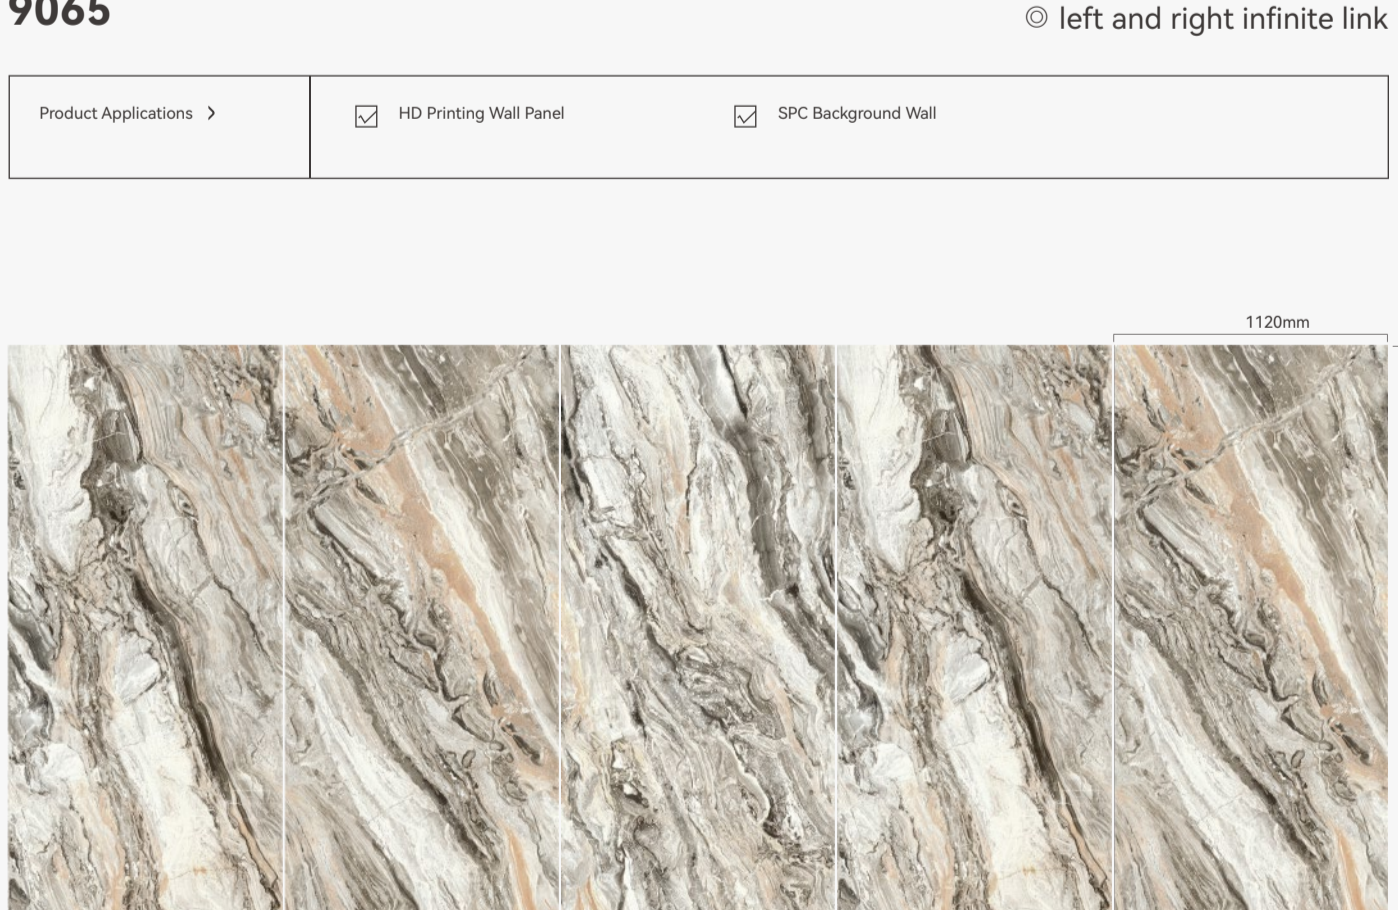 9065
◎ left and right infinite link
Product Applications >
HD Printing Wall Panel
SPC Background Wall
1120mm